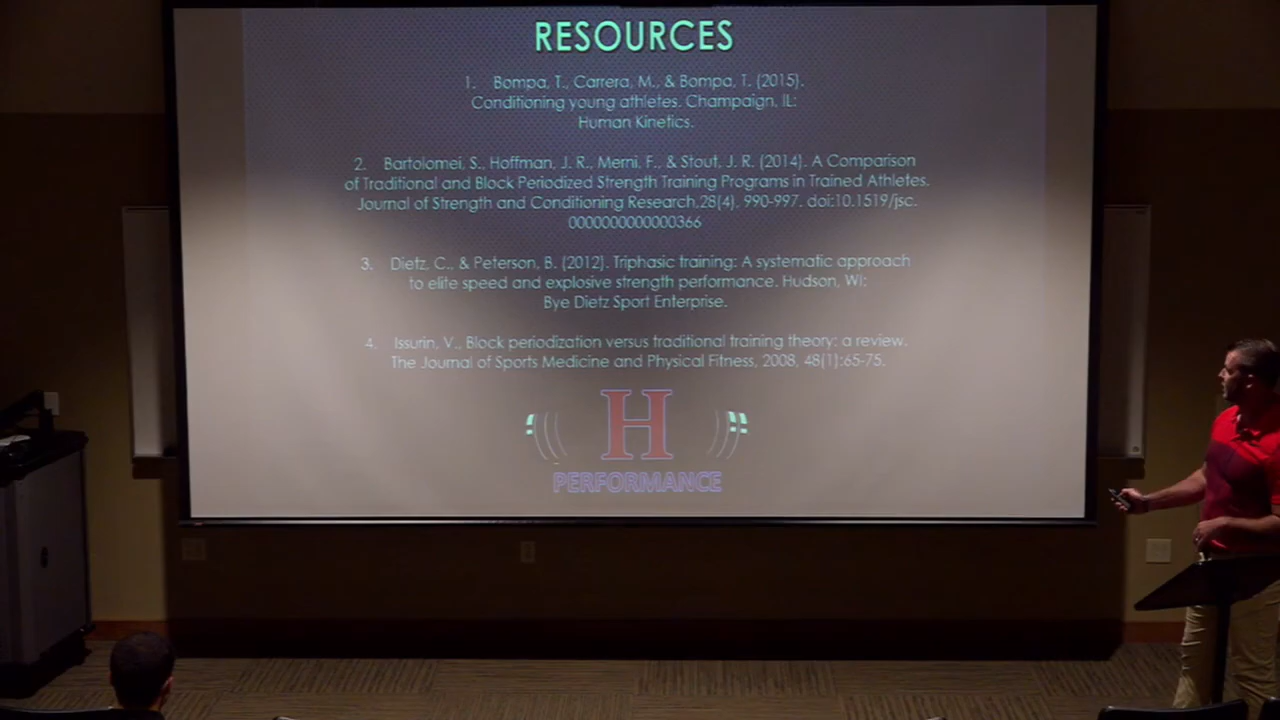 RESOURCES
1. Bompa, T., Carrera, M., & Bompa, T. (2015).
Conditioning young athletes. Champaign, IL:
Human Kinetics.
2. Bartolomei, S., Hoffman, J. R., Merni, F., & Stout, J. R. (2014). A Comparison
of Traditional and Block Periodized Strength Training Programs in Trained Athletes.
Journal of Strength and Conditioning Research,28(4), 990-997. doi:10.1519/jsc.
0000000000000366
3. Dietz, C., & Peterson, B. (2012). Triphasic training: A systematic approach
to elite speed and explosive strength performance. Hudson, WI:
Bye Dietz Sport Enterprise.
4. Issurin, V., Block periodization versus traditional training theory: a review.
The Journal of Sports Medicine and Physical Fitness, 2008, 48(1):65-75.
H
PERFORMANCE